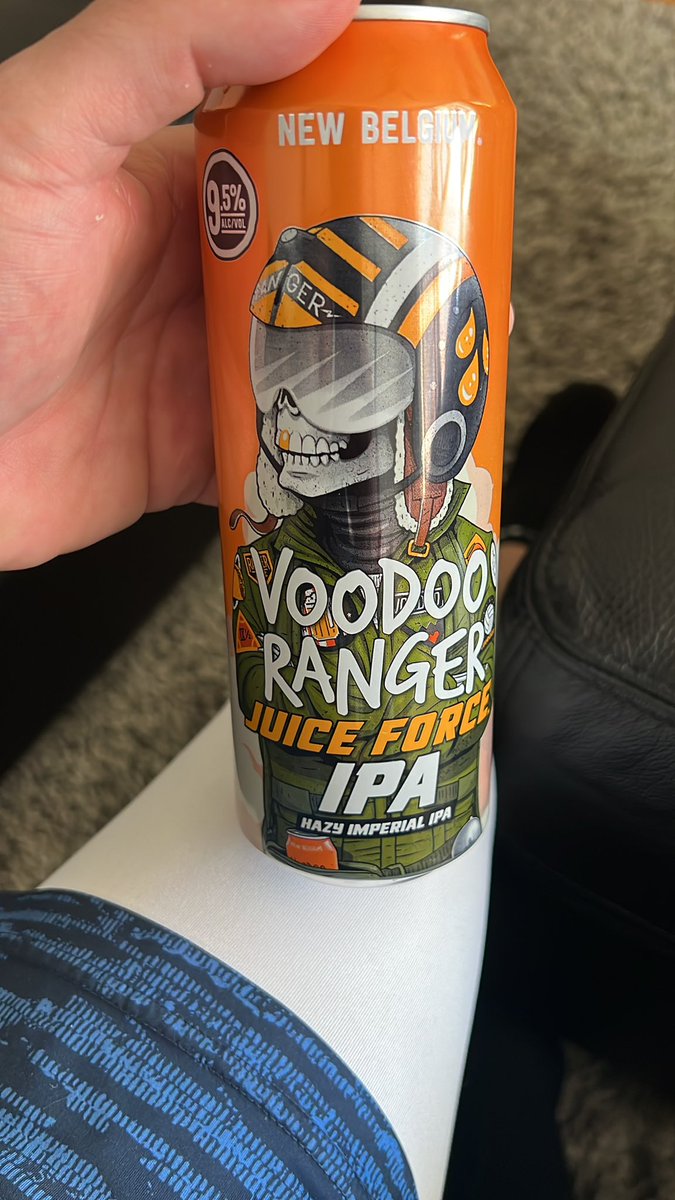 NEW BELGIUM.
9.5%
ALC/VOL
RANGER
VOODOO
RANGER
JUICE FORCE
IPA
HAZY IMPERIAL IPA